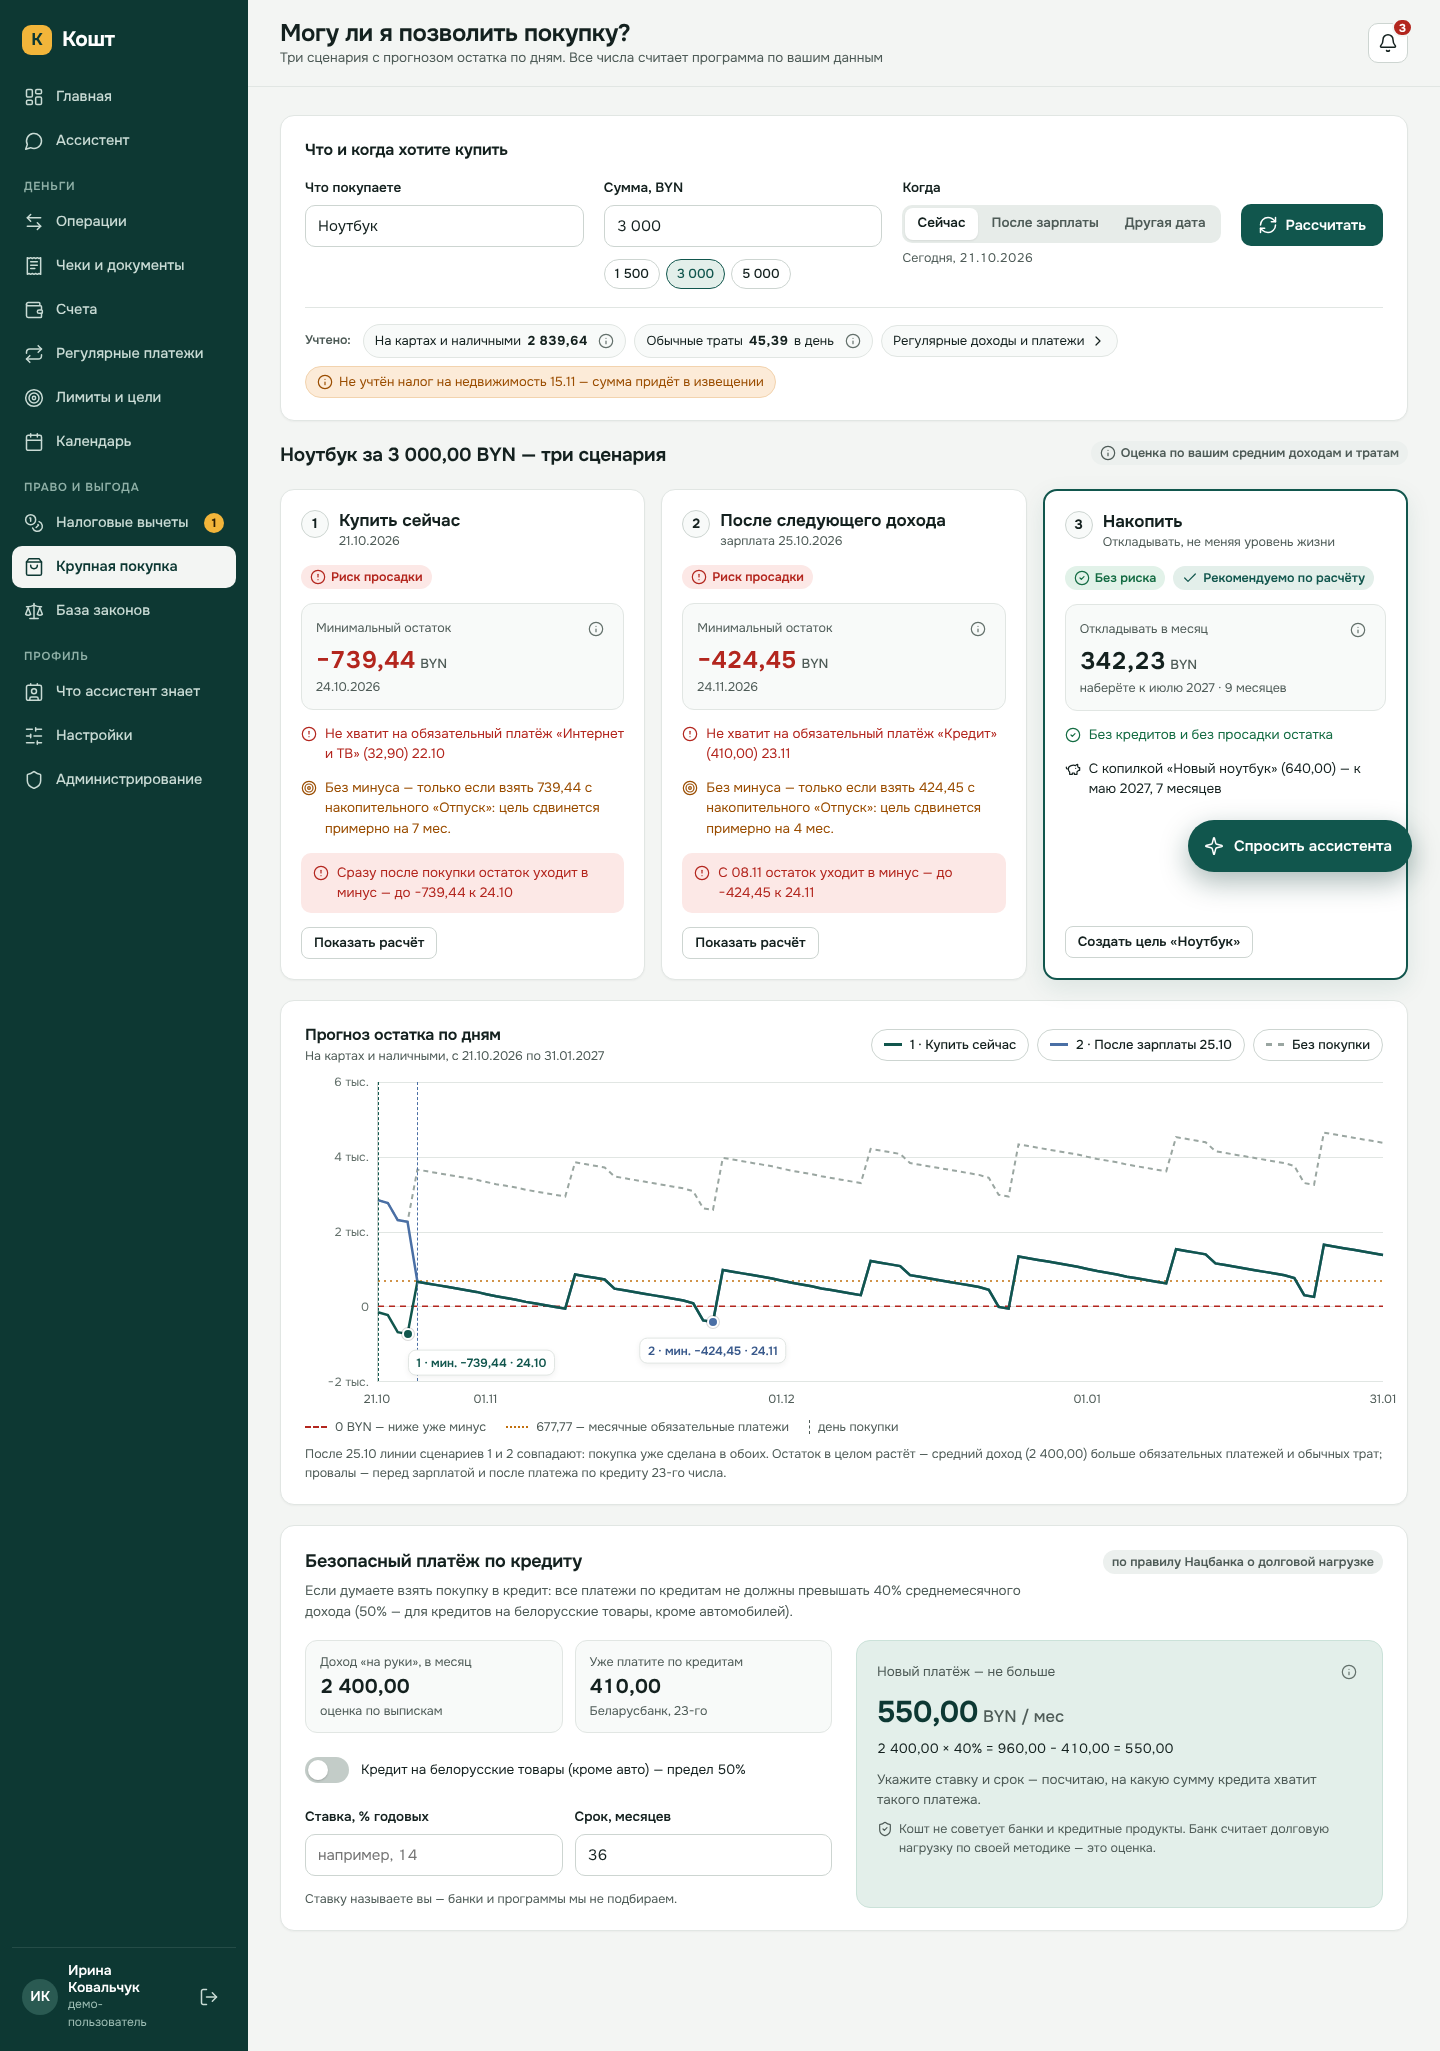 К Кошт
Главная
Ассистент
ДЕНЬГИ
Операции
Чеки и документы
Счета
Регулярные платежи
Лимиты и цели
Календарь
ПРАВО И ВЫГОДА
Налоговые вычеты 1
Крупная покупка
База законов
ПРОФИЛЬ
Что ассистент знает
Настройки
Администрирование
ИК
Ирина
Ковальчук
демо-
пользователь
Могу ли я позволить покупку?
Три сценария с прогнозом остатка по дням. Все числа считает программа по вашим данным
3
Что и когда хотите купить
Что покупаете
Ноутбук
Сумма, BYN
3 000
1 500 3 000 5 000
Когда
Сейчас После зарплаты Другая дата
Сегодня, 21.10.2026
Рассчитать
Учтено: На картах и наличными 2 839,64 Обычные траты 45,39 в день Регулярные доходы и платежи
Не учтён налог на недвижимость 15.11 — сумма придёт в извещении
Ноутбук за 3 000,00 BYN — три сценария
Оценка по вашим средним доходам и тратам
1 Купить сейчас
21.10.2026
Риск просадки
Минимальный остаток
−739,44 BYN
24.10.2026
Не хватит на обязательный платёж «Интернет
и ТВ» (32,90) 22.10
Без минуса — только если взять 739,44 с
накопительного «Отпуск»: цель сдвинется
примерно на 7 мес.
Сразу после покупки остаток уходит в
минус — до −739,44 к 24.10
Показать расчёт
2 После следующего дохода
зарплата 25.10.2026
Риск просадки
Минимальный остаток
−424,45 BYN
24.11.2026
Не хватит на обязательный платёж «Кредит»
(410,00) 23.11
Без минуса — только если взять 424,45 с
накопительного «Отпуск»: цель сдвинется
примерно на 4 мес.
С 08.11 остаток уходит в минус — до
−424,45 к 24.11
Показать расчёт
3 Накопить
Откладывать, не меняя уровень жизни
Без риска Рекомендуемо по расчёту
Откладывать в месяц
342,23 BYN
наберёте к июлю 2027 · 9 месяцев
Без кредитов и без просадки остатка
С копилкой «Новый ноутбук» (640,00) — к
маю 2027, 7 месяцев
Спросить ассистента
Создать цель «Ноутбук»
Прогноз остатка по дням
На картах и наличными, с 21.10.2026 по 31.01.2027
1 · Купить сейчас 2 · После зарплаты 25.10 Без покупки
6 тыс.
4 тыс.
2 тыс.
0
−2 тыс.
1 · мин. −739,44 · 24.10
2 · мин. −424,45 · 24.11
21.10 01.11 01.12 01.01 31.01
0 BYN — ниже уже минус 677,77 — месячные обязательные платежи день покупки
После 25.10 линии сценариев 1 и 2 совпадают: покупка уже сделана в обоих. Остаток в целом растёт — средний доход (2 400,00) больше обязательных платежей и обычных трат;
провалы — перед зарплатой и после платежа по кредиту 23-го числа.
Безопасный платёж по кредиту
по правилу Нацбанка о долговой нагрузке
Если думаете взять покупку в кредит: все платежи по кредитам не должны превышать 40% среднемесячного
дохода (50% — для кредитов на белорусские товары, кроме автомобилей).
Доход «на руки», в месяц
2 400,00
оценка по выпискам
Уже платите по кредитам
410,00
Беларусбанк, 23-го
Кредит на белорусские товары (кроме авто) — предел 50%
Ставка, % годовых
например, 14
Срок, месяцев
36
Ставку называете вы — банки и программы мы не подбираем.
Новый платёж — не больше
550,00 BYN / мес
2 400,00 × 40% = 960,00 − 410,00 = 550,00
Укажите ставку и срок — посчитаю, на какую сумму кредита хватит
такого платежа.
Кошт не советует банки и кредитные продукты. Банк считает долговую
нагрузку по своей методике — это оценка.